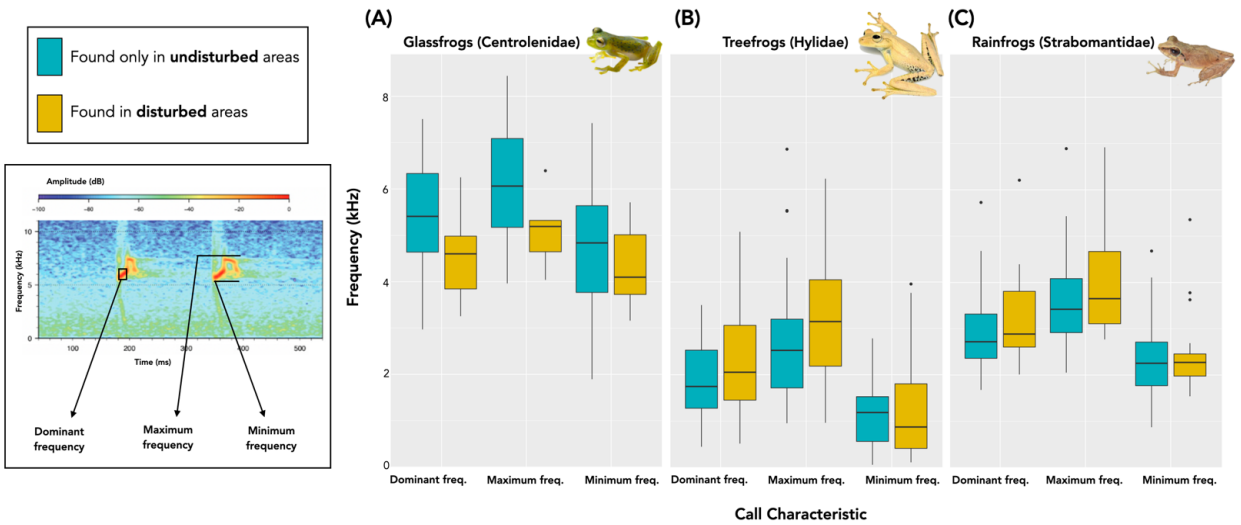 Found only in undisturbed areas
Found in disturbed areas
Amplitude (dB)
−100 −80 −60 −40 −20 0
Frequency (kHz)
10
5
0
100 200 300 400 500
Time (ms)
Dominant frequency
Maximum frequency
Minimum frequency
(A)
Glassfrogs (Centrolenidae)
(B)
Treefrogs (Hylidae)
(C)
Rainfrogs (Strabomantidae)
Frequency (kHz)
8
6
4
2
0
Dominant freq. Maximum freq. Minimum freq.
Dominant freq. Maximum freq. Minimum freq.
Dominant freq. Maximum freq. Minimum freq.
Call Characteristic